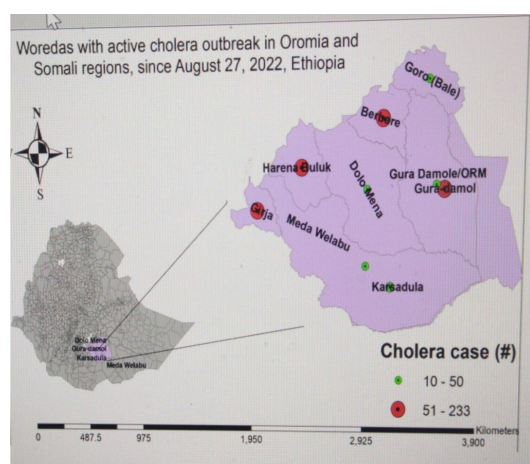 Woredas with active cholera outbreak in Oromia and
Somali regions, since August 27, 2022, Ethiopia
N
E
S
Goro (Bale)
Berbere
Harena Buluk
Dolo Mena
Gura Damole/ORM
Gura-damol
Girja
Meda Welabu
Karsadula
Dolo Mena
Gura-damol
Karsadula
Meda Welabu
Cholera case (#)
10 - 50
51 - 233
Kilometers
0 487.5 975 1,950 2,925 3,900